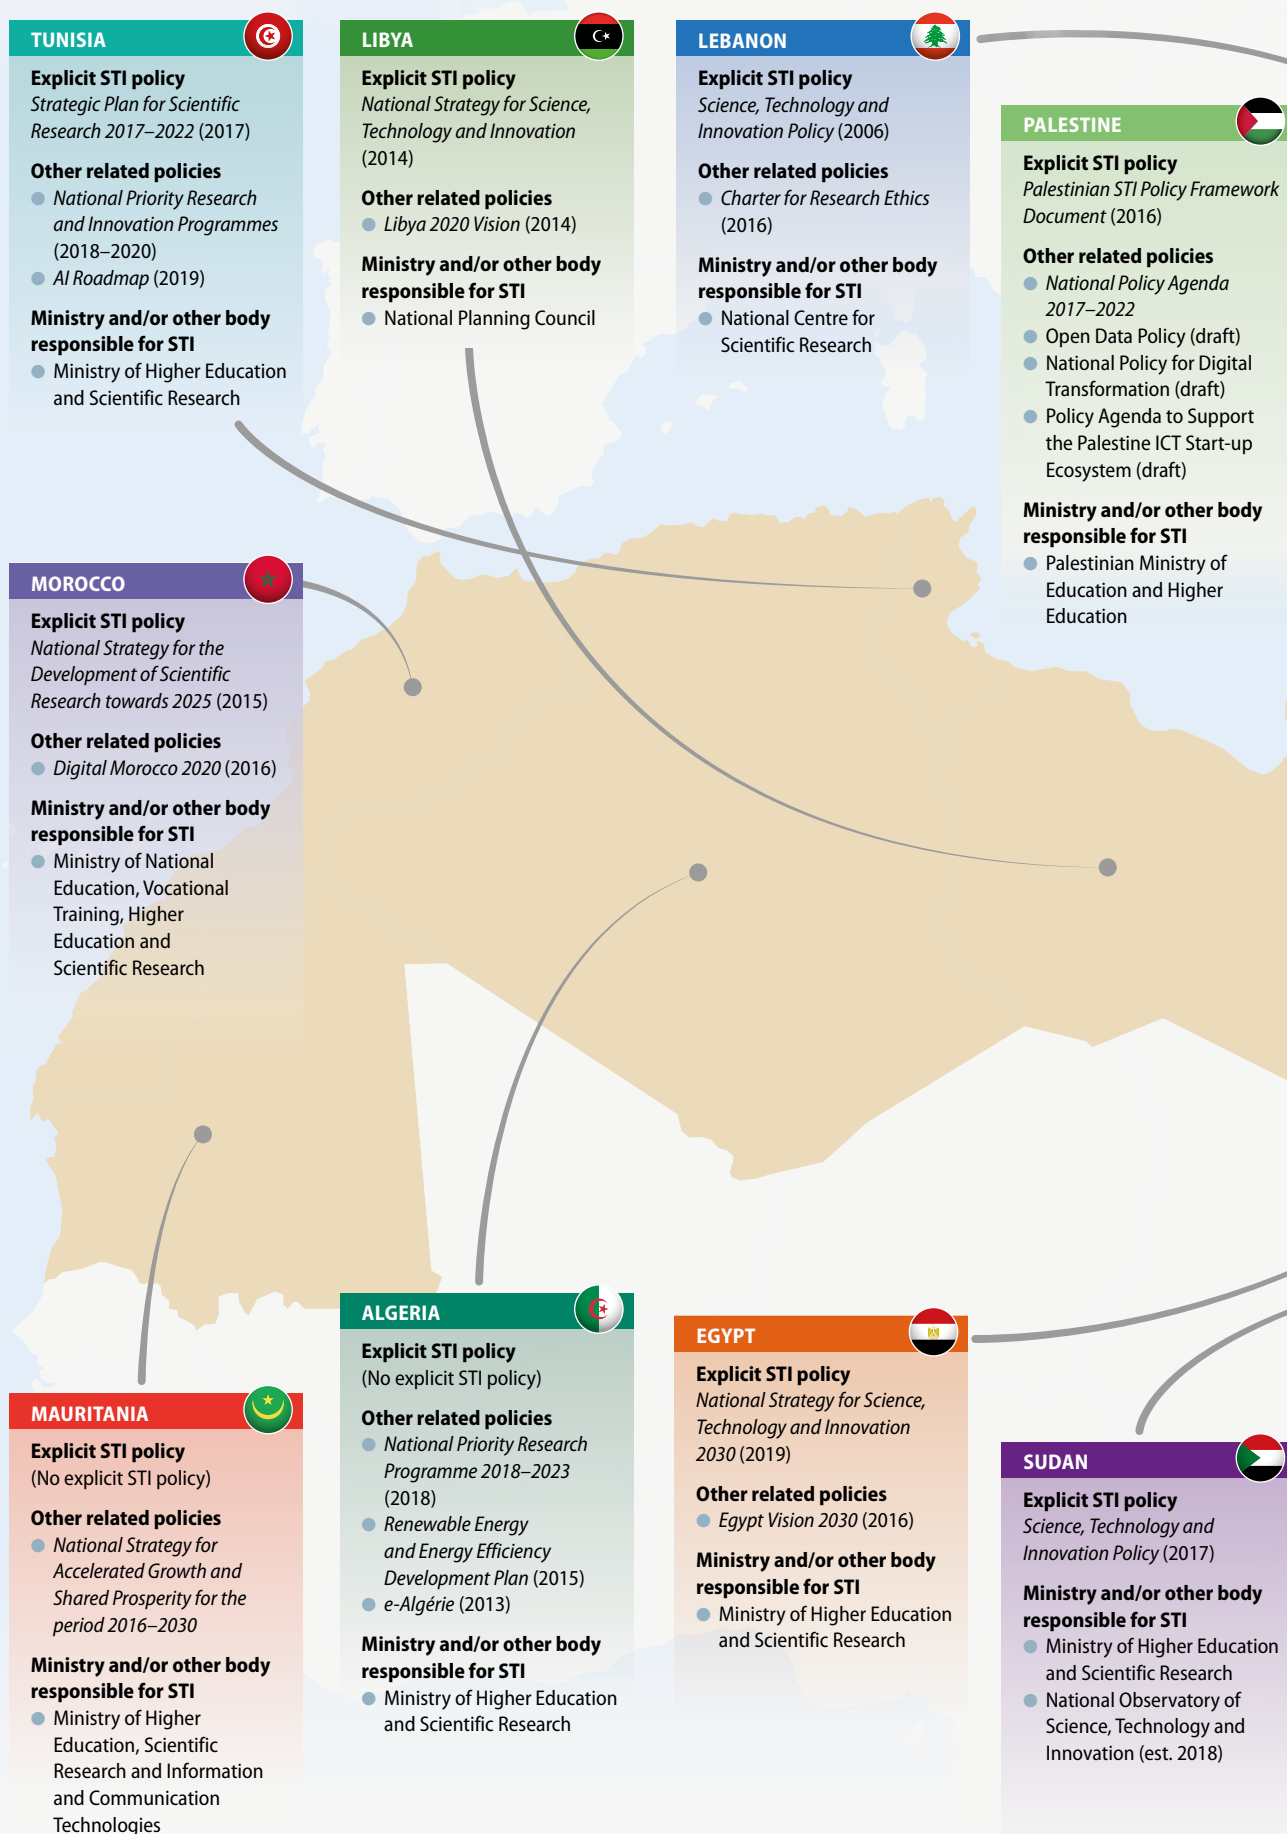 TUNISIA
Explicit STI policy
Strategic Plan for Scientific
Research 2017–2022 (2017)
Other related policies
National Priority Research
and Innovation Programmes
(2018–2020)
AI Roadmap (2019)
Ministry and/or other body
responsible for STI
Ministry of Higher Education
and Scientific Research
LIBYA
Explicit STI policy
National Strategy for Science,
Technology and Innovation
(2014)
Other related policies
Libya 2020 Vision (2014)
Ministry and/or other body
responsible for STI
National Planning Council
LEBANON
Explicit STI policy
Science, Technology and
Innovation Policy (2006)
Other related policies
Charter for Research Ethics
(2016)
Ministry and/or other body
responsible for STI
National Centre for
Scientific Research
PALESTINE
Explicit STI policy
Palestinian STI Policy Framework
Document (2016)
Other related policies
National Policy Agenda
2017–2022
Open Data Policy (draft)
National Policy for Digital
Transformation (draft)
Policy Agenda to Support
the Palestine ICT Start-up
Ecosystem (draft)
Ministry and/or other body
responsible for STI
Palestinian Ministry of
Education and Higher
Education
MOROCCO
Explicit STI policy
National Strategy for the
Development of Scientific
Research towards 2025 (2015)
Other related policies
Digital Morocco 2020 (2016)
Ministry and/or other body
responsible for STI
Ministry of National
Education, Vocational
Training, Higher
Education and
Scientific Research
MAURITANIA
Explicit STI policy
(No explicit STI policy)
Other related policies
National Strategy for
Accelerated Growth and
Shared Prosperity for the
period 2016–2030
Ministry and/or other body
responsible for STI
Ministry of Higher
Education, Scientific
Research and Information
and Communication
Technologies
ALGERIA
Explicit STI policy
(No explicit STI policy)
Other related policies
National Priority Research
Programme 2018–2023
(2018)
Renewable Energy
and Energy Efficiency
Development Plan (2015)
e-Algérie (2013)
Ministry and/or other body
responsible for STI
Ministry of Higher Education
and Scientific Research
EGYPT
Explicit STI policy
National Strategy for Science,
Technology and Innovation
2030 (2019)
Other related policies
Egypt Vision 2030 (2016)
Ministry and/or other body
responsible for STI
Ministry of Higher Education
and Scientific Research
SUDAN
Explicit STI policy
Science, Technology and
Innovation Policy (2017)
Ministry and/or other body
responsible for STI
Ministry of Higher Education
and Scientific Research
National Observatory of
Science, Technology and
Innovation (est. 2018)